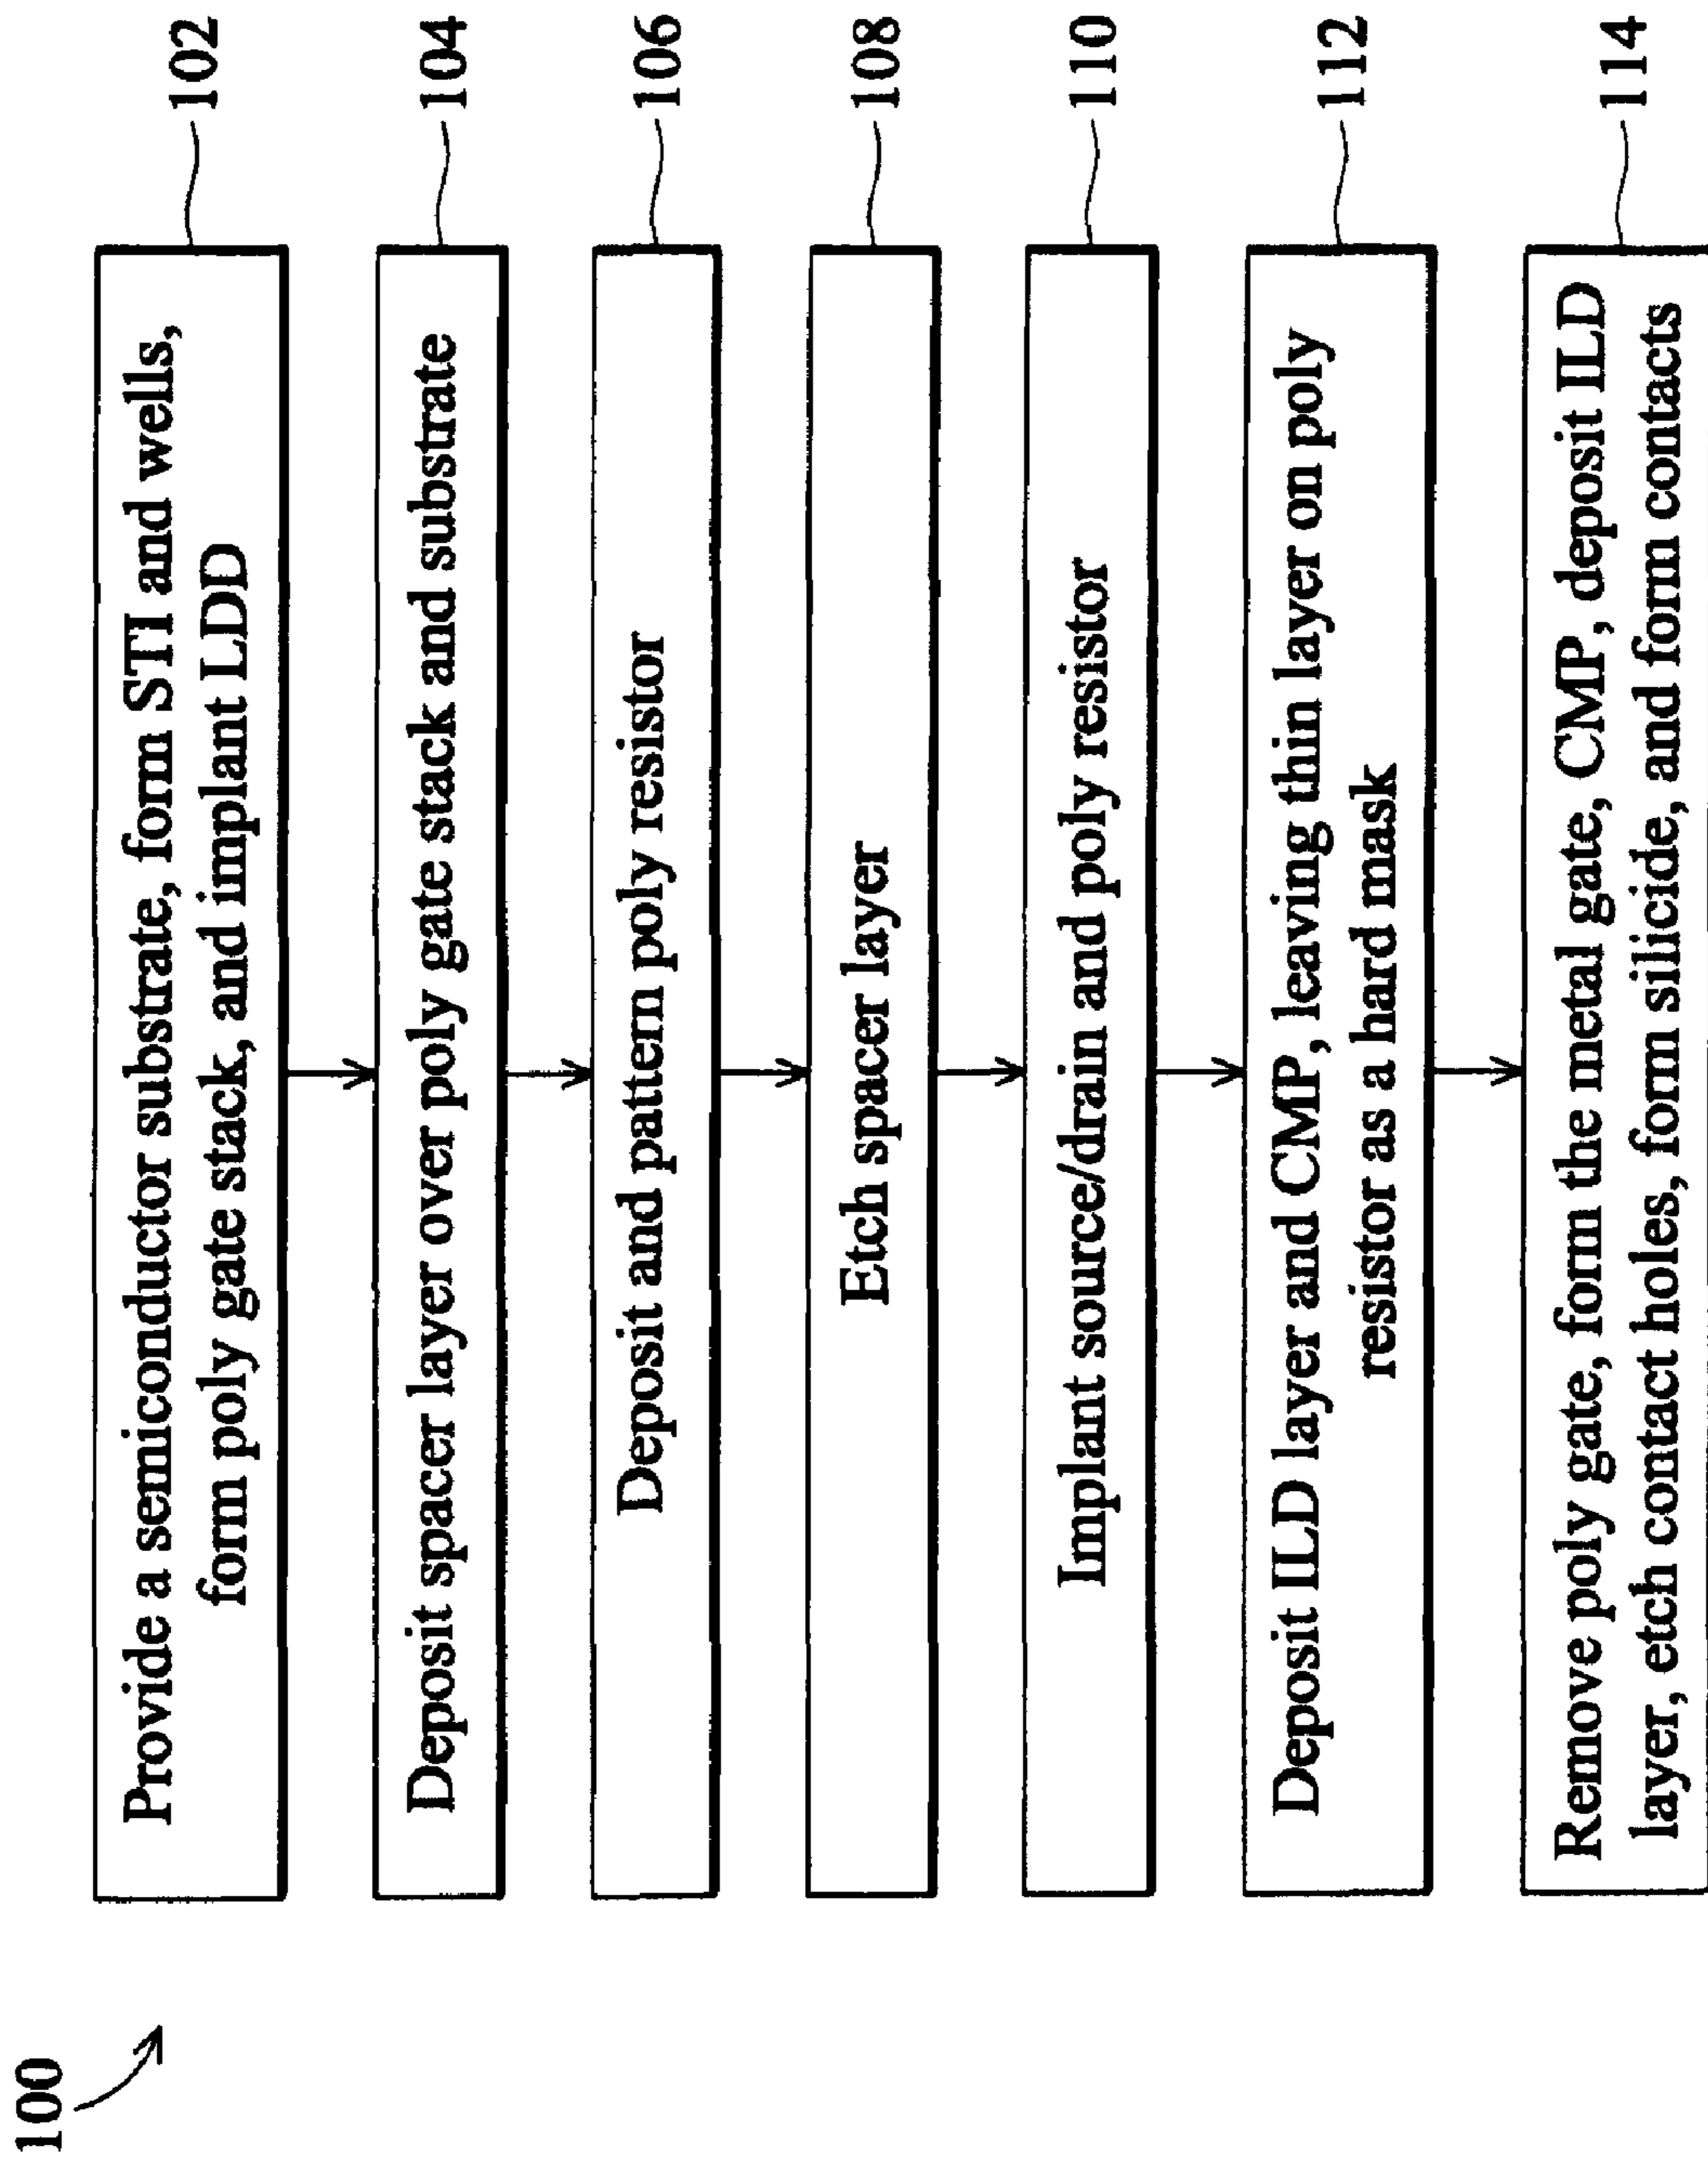 100
Provide a semiconductor substrate, form STI and wells,
form poly gate stack, and implant LDD
102
Deposit spacer layer over poly gate stack and substrate
104
Deposit and pattern poly resistor
106
Etch spacer layer
108
Implant source/drain and poly resistor
110
Deposit ILD layer and CMP, leaving thin layer on poly
resistor as a hard mask
112
Remove poly gate, form the metal gate, CMP, deposit ILD
layer, etch contact holes, form silicide, and form contacts
114